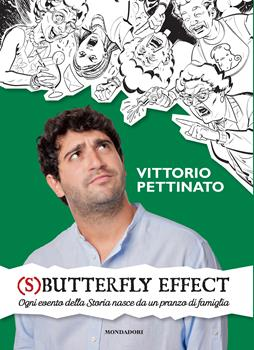 VITTORIO
PETTINATO
(S)BUTTERFLY EFFECT
Ogni evento della Storia nasce da un pranzo di famiglia
MONDADORI